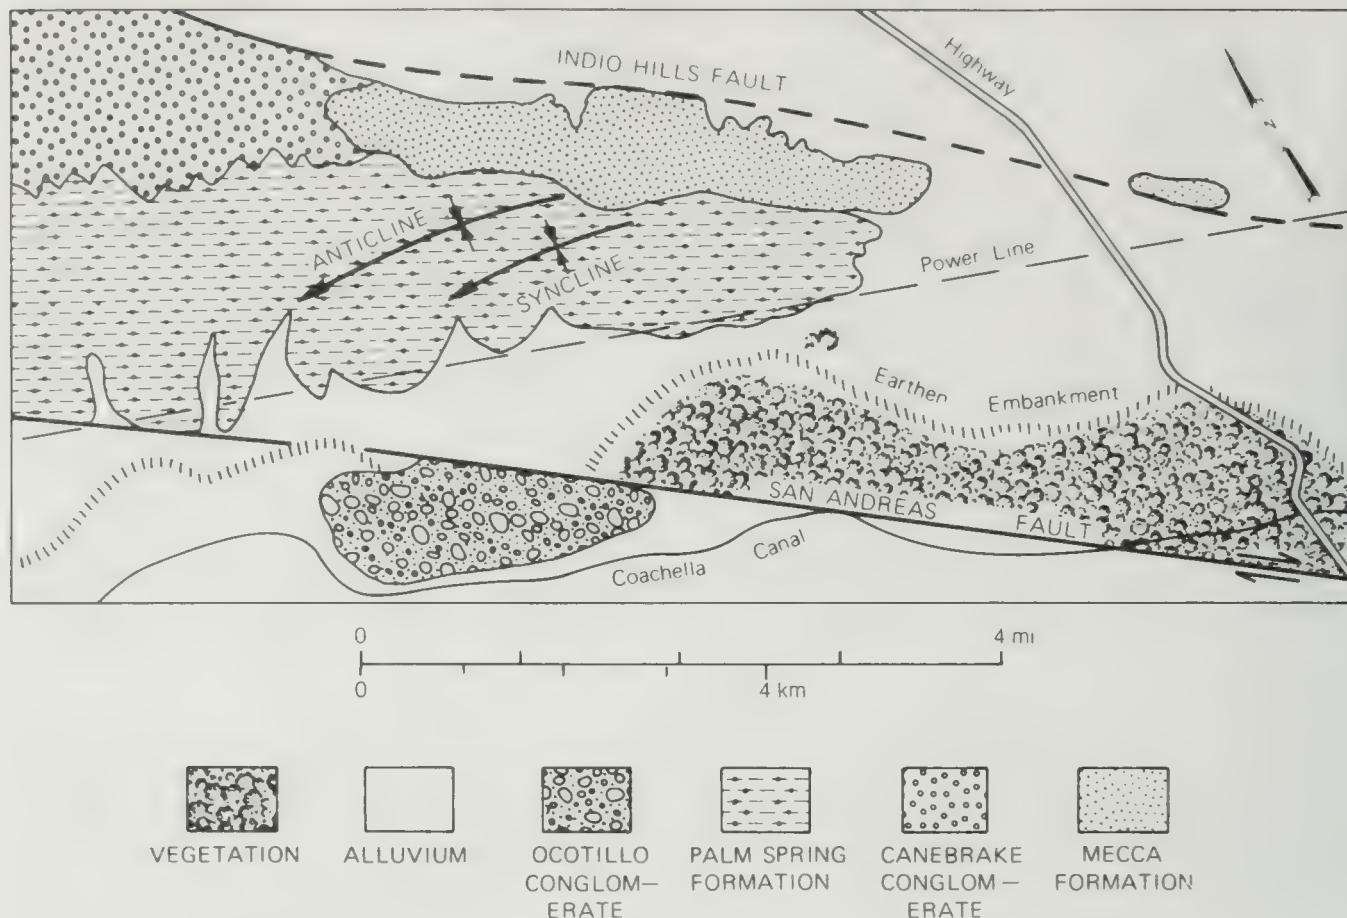 INDIO HILLS FAULT
Highway
N
ANTICLINE
SYNCLINE
Power Line
Earthen Embankment
SAN ANDREAS FAULT
Coachella Canal
0 4 mi
0 4 km
VEGETATION
ALLUVIUM
OCOTILLO
CONGLOM—
ERATE
PALM SPRING
FORMATION
CANEBRAKE
CONGLOM—
ERATE
MECCA
FORMATION